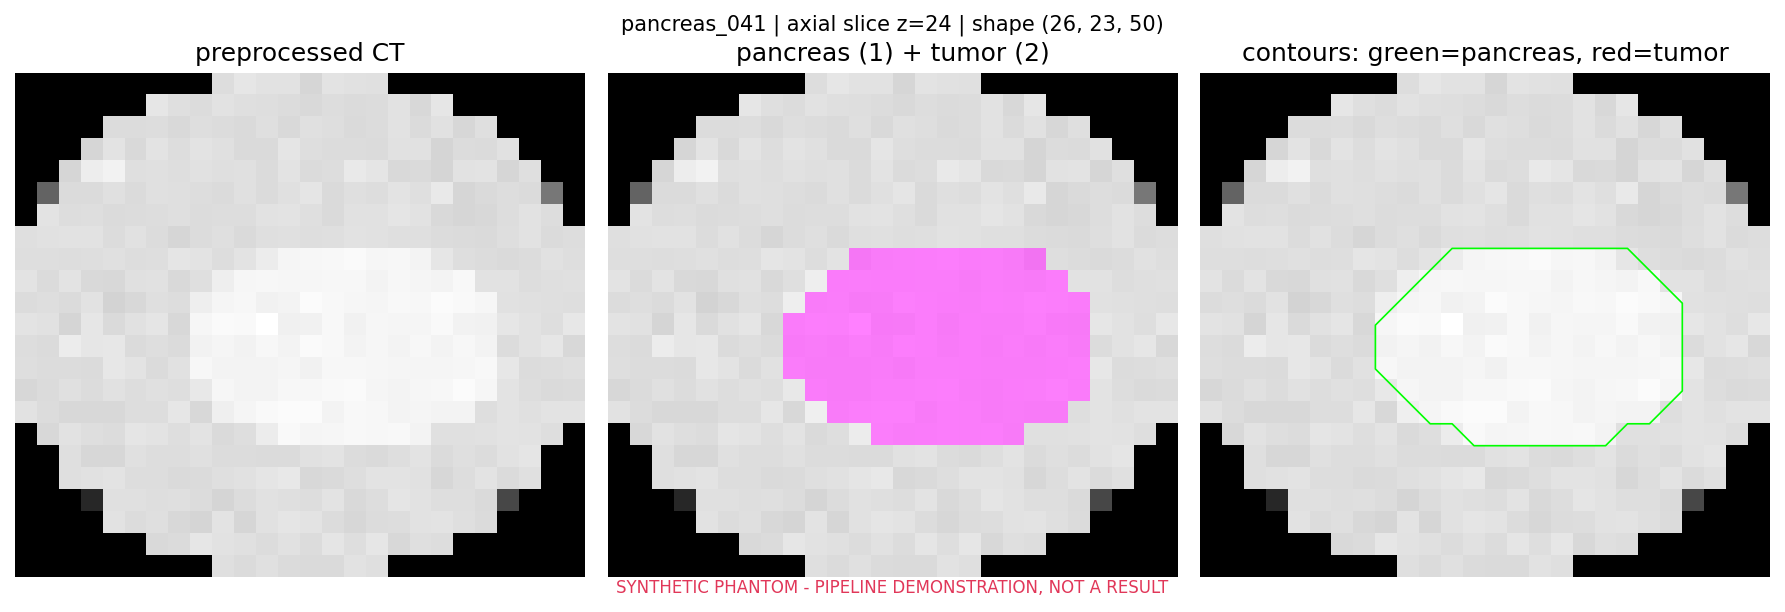 pancreas_041 | axial slice z=24 | shape (26, 23, 50)
preprocessed CT
pancreas (1) + tumor (2)
contours: green=pancreas, red=tumor
SYNTHETIC PHANTOM - PIPELINE DEMONSTRATION, NOT A RESULT